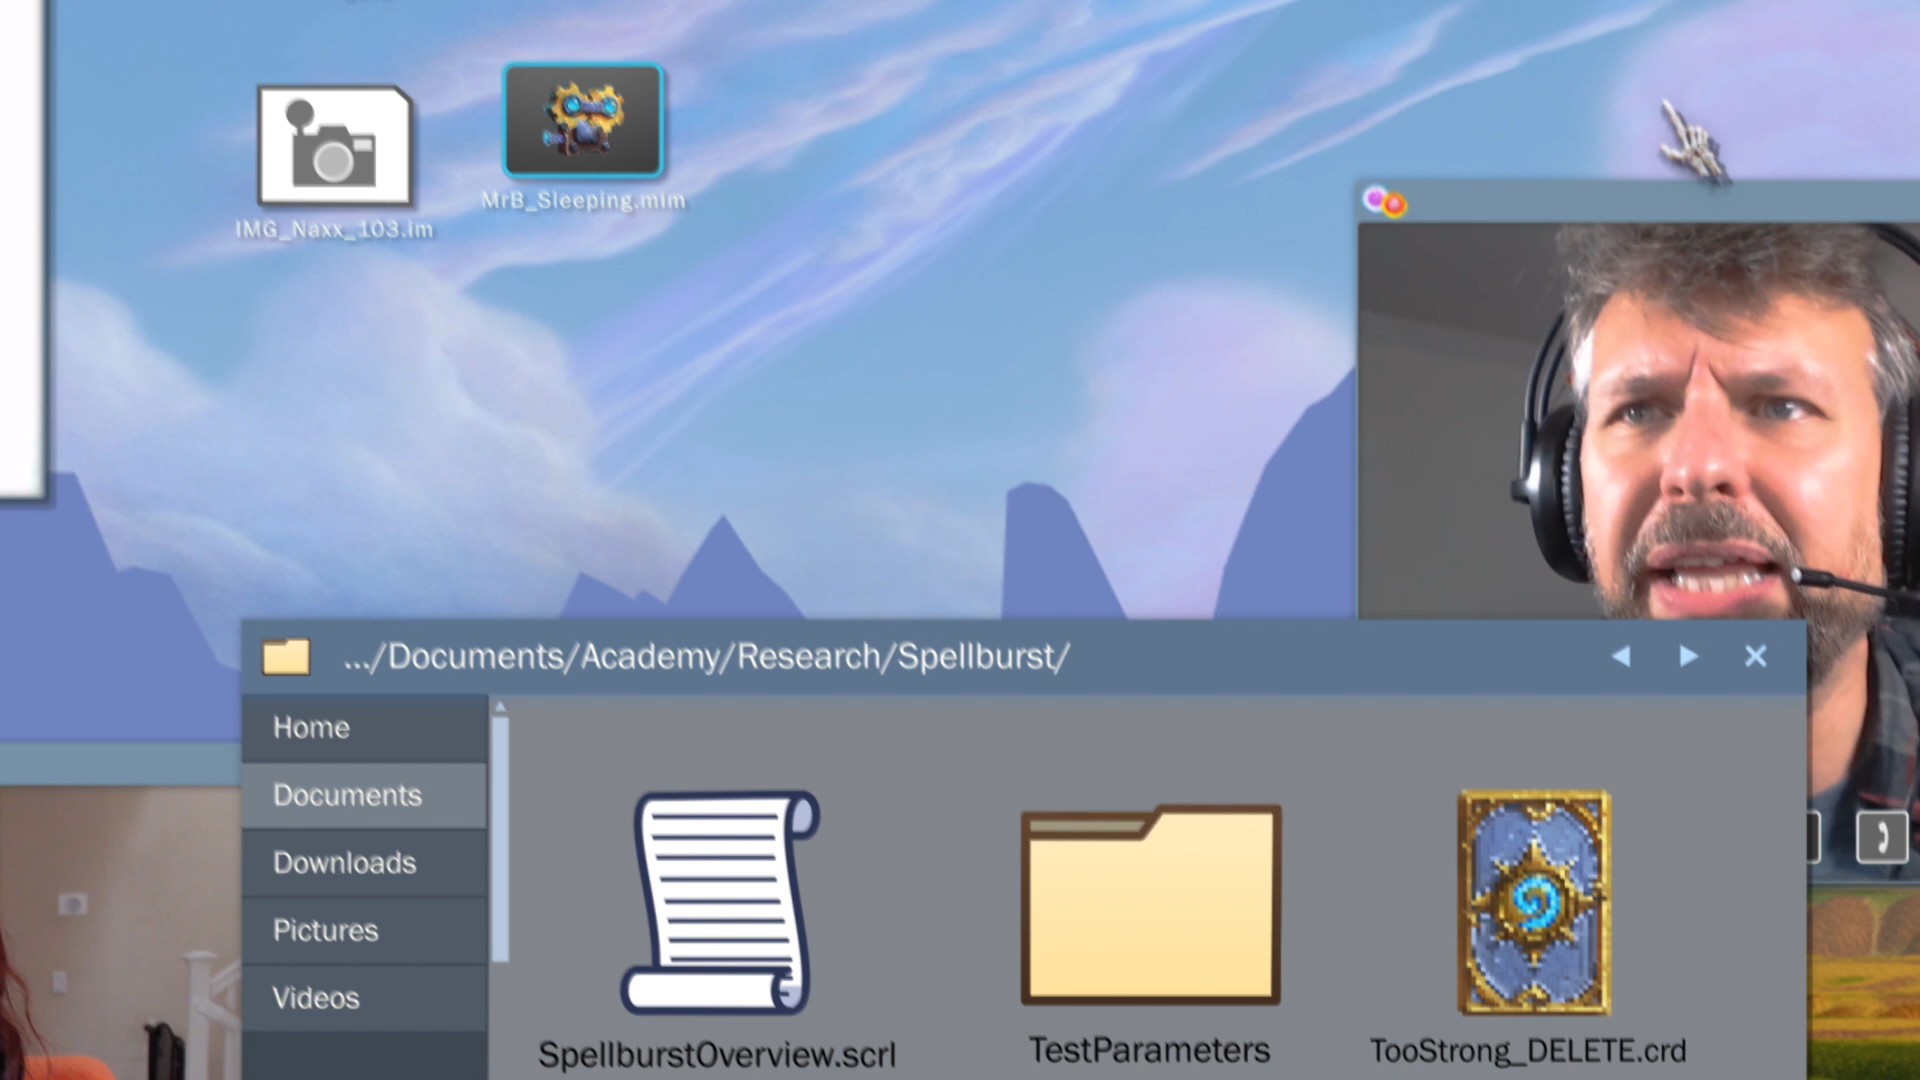 MrB_Sleeping.mim
IMG_Naxx_103.im
.../Documents/Academy/Research/Spellburst/
Home
Documents
Downloads
Pictures
Videos
SpellburstOverview.scrl
TestParameters
TooStrong_DELETE.crd